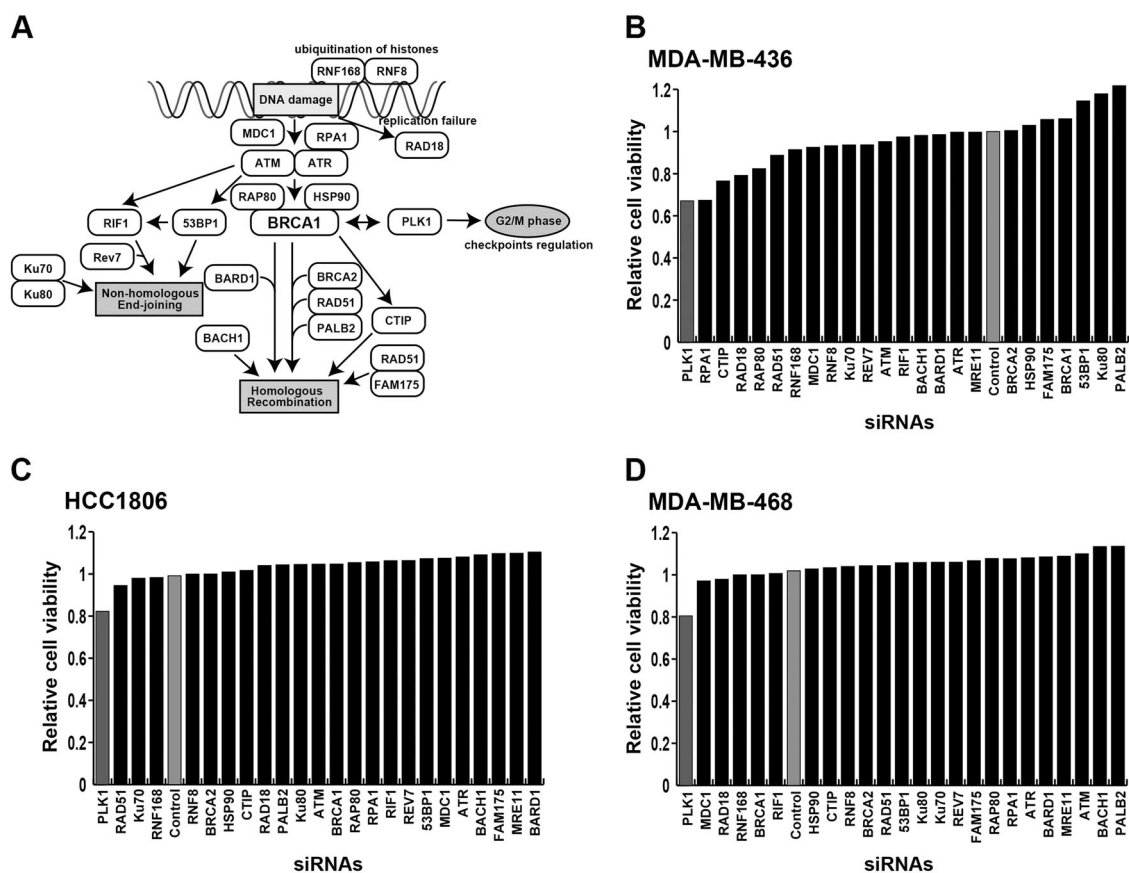 A
ubiquitination of histones
RNF168
RNF8
DNA damage
replication failure
MDC1
RPA1
RAD18
ATM
ATR
RAP80
HSP90
RIF1
53BP1
BRCA1
PLK1
G2/M phase
checkpoints regulation
Rev7
Ku70
Ku80
Non-homologous
End-joining
BARD1
BRCA2
RAD51
PALB2
CTIP
BACH1
RAD51
FAM175
Homologous
Recombination
B
MDA-MB-436
Relative cell viability
1.2
1
0.8
0.6
0.4
0.2
0
PLK1
RPA1
CTIP
RAD18
RAP80
RAD51
RNF168
MDC1
RNF8
Ku70
REV7
ATM
RIF1
BACH1
BARD1
ATR
MRE11
Control
BRCA2
HSP90
FAM175
BRCA1
53BP1
Ku80
PALB2
siRNAs
C
HCC1806
Relative cell viability
1.2
1
0.8
0.6
0.4
0.2
0
PLK1
RAD51
Ku70
RNF168
Control
RNF8
BRCA2
HSP90
CTIP
RAD18
PALB2
Ku80
ATM
BRCA1
RAP80
RPA1
RIF1
REV7
53BP1
MDC1
ATR
BACH1
FAM175
MRE11
BARD1
siRNAs
D
MDA-MB-468
Relative cell viability
1.2
1
0.8
0.6
0.4
0.2
0
PLK1
MDC1
RAD18
RNF168
BRCA1
RIF1
Control
HSP90
CTIP
RNF8
BRCA2
RAD51
53BP1
Ku80
Ku70
REV7
FAM175
RAP80
RPA1
ATR
BARD1
MRE11
ATM
BACH1
PALB2
siRNAs